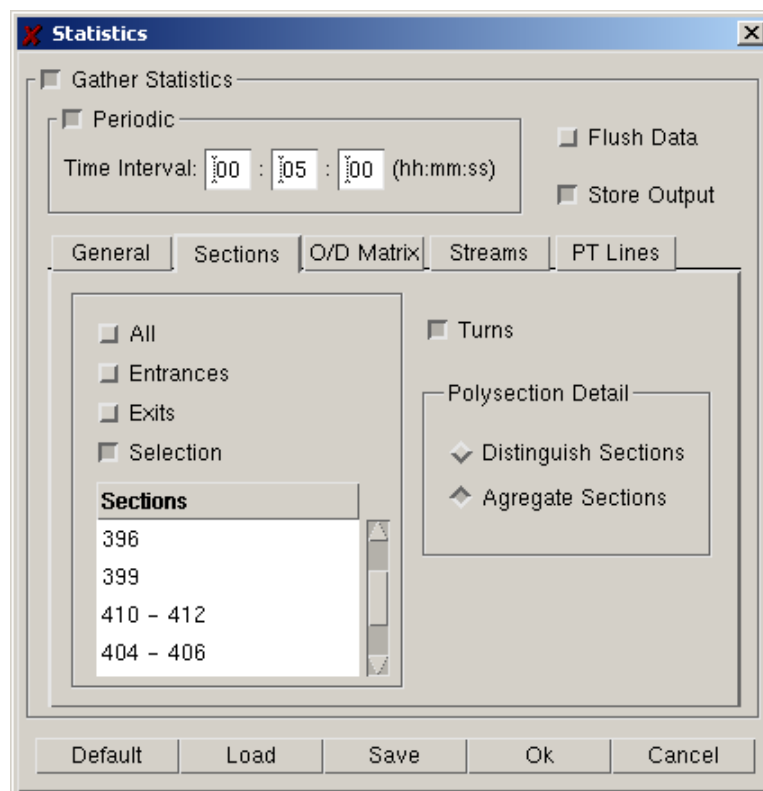 Statistics
Gather Statistics
Periodic
Time Interval: 00 : 05 : 00 (hh:mm:ss)
Flush Data
Store Output
General
Sections
O/D Matrix
Streams
PT Lines
All
Entrances
Exits
Selection
Sections
396
399
410 - 412
404 - 406
Turns
Polysection Detail
Distinguish Sections
Agregate Sections
Default
Load
Save
Ok
Cancel